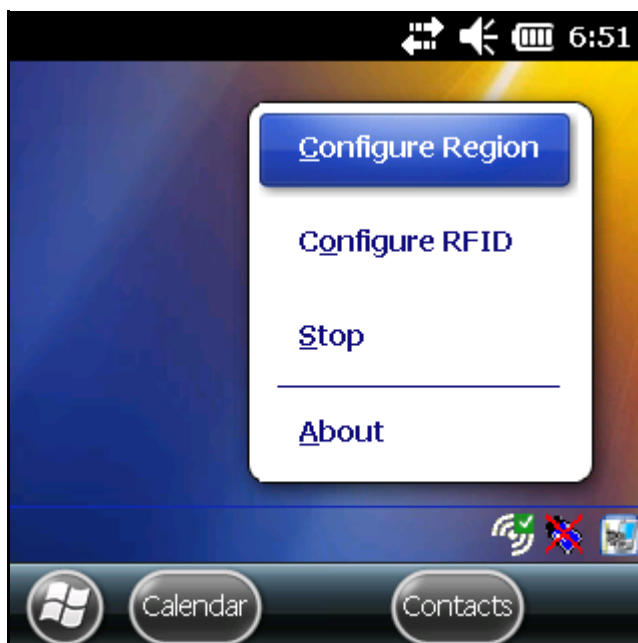 6:51
Configure Region
Configure RFID
Stop
About
Calendar
Contacts